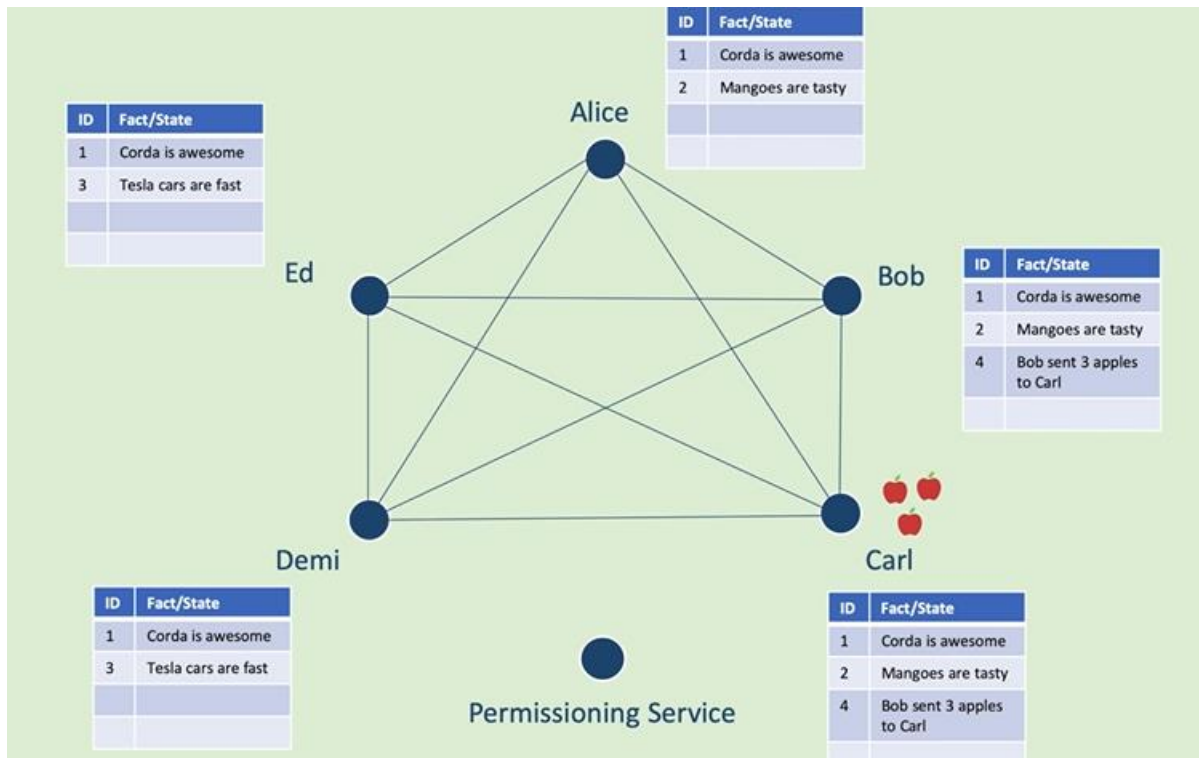 ID Fact/State
1 Corda is awesome
2 Mangoes are tasty
Alice
ID Fact/State
1 Corda is awesome
3 Tesla cars are fast
Ed
Bob
ID Fact/State
1 Corda is awesome
2 Mangoes are tasty
4 Bob sent 3 apples
to Carl
Demi
Carl
ID Fact/State
1 Corda is awesome
3 Tesla cars are fast
ID Fact/State
1 Corda is awesome
2 Mangoes are tasty
4 Bob sent 3 apples
to Carl
Permissioning Service